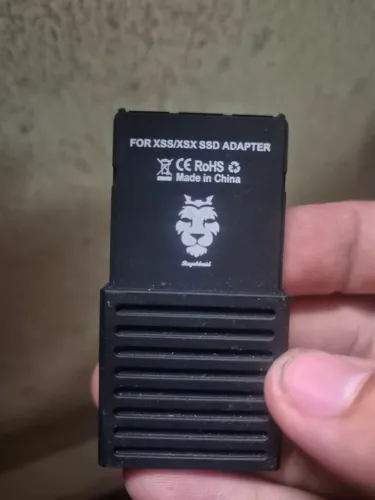 FOR XSS/XSX SSD ADAPTER
CE RoHS
Made in China